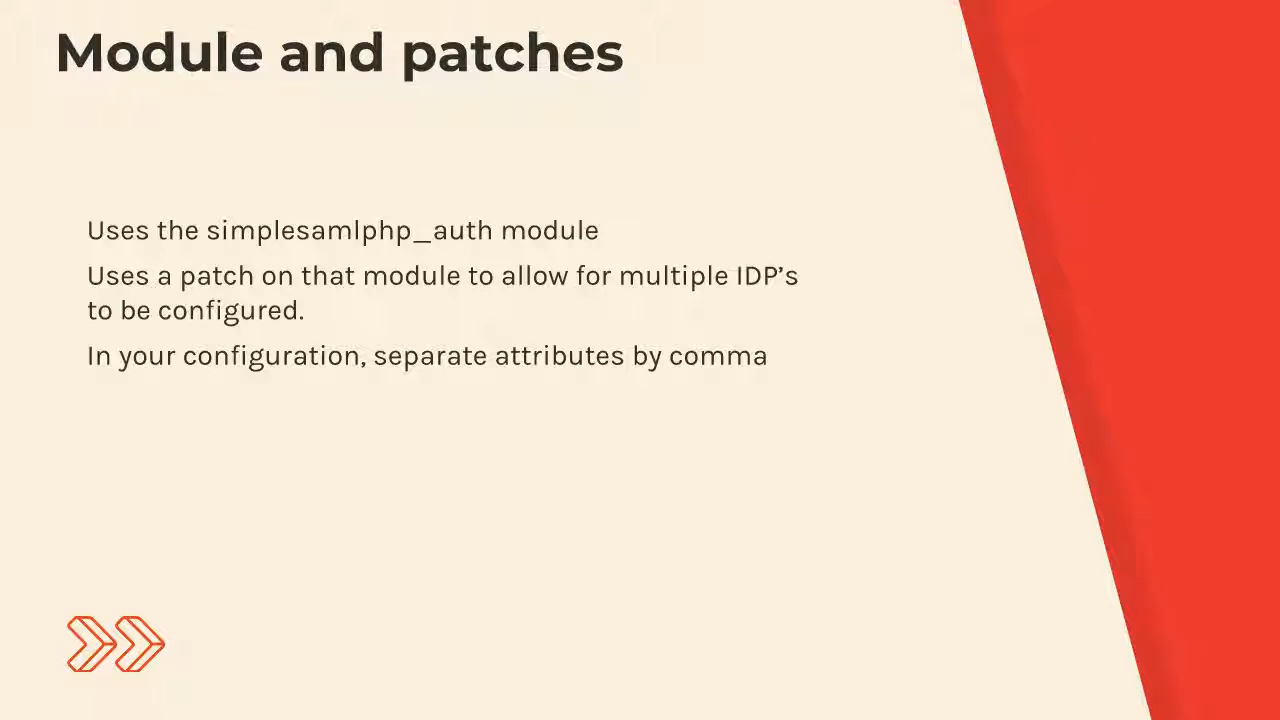 Module and patches
Uses the simplesamlphp_auth module
Uses a patch on that module to allow for multiple IDP’s
to be configured.
In your configuration, separate attributes by comma